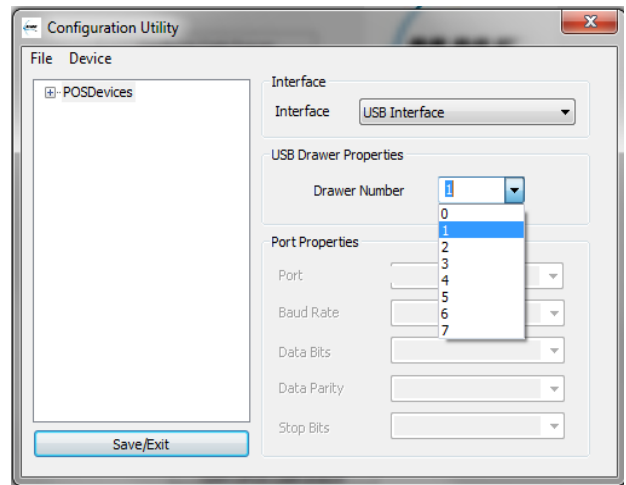 Configuration Utility
File Device
POSDevices
Interface
Interface USB Interface
USB Drawer Properties
Drawer Number 1
0
1
2
3
4
5
6
7
Port Properties
Port
Baud Rate
Data Bits
Data Parity
Stop Bits
Save/Exit